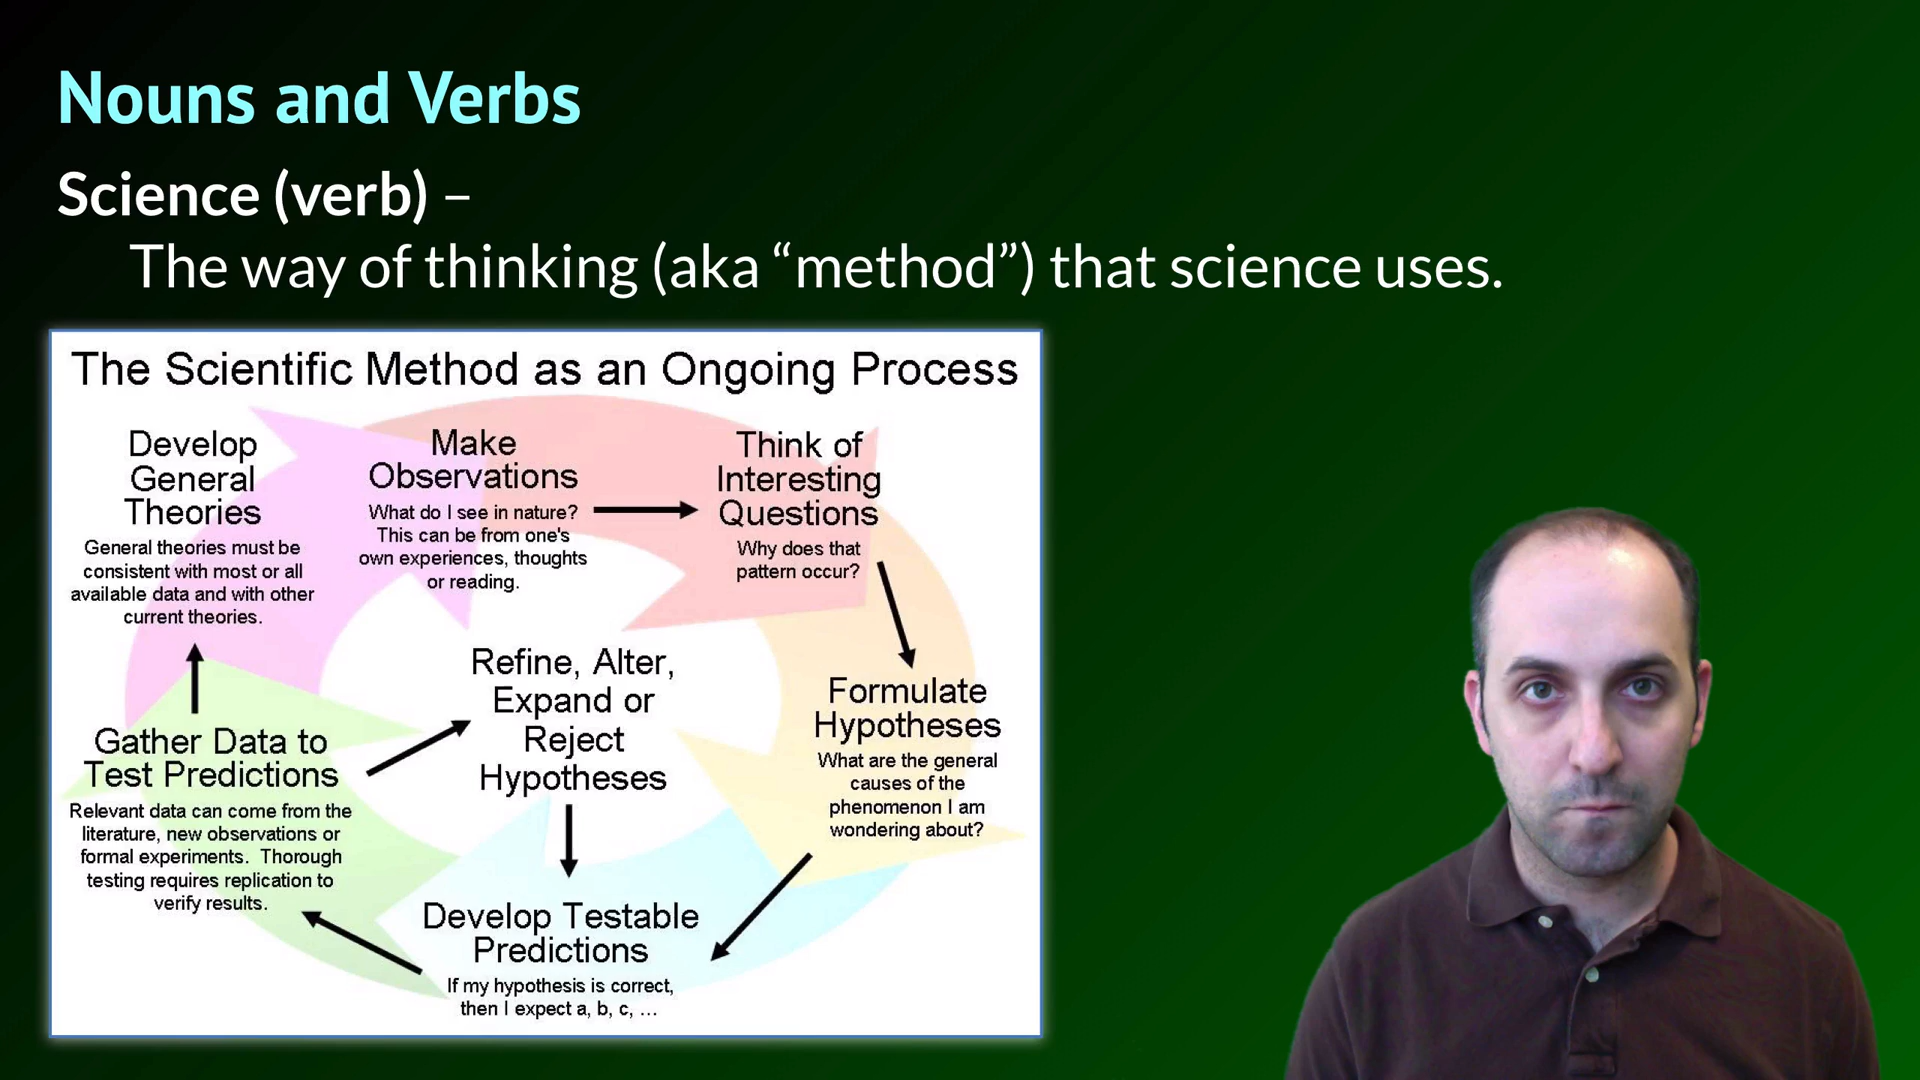 Nouns and Verbs
Science (verb) –
The way of thinking (aka “method”) that science uses.
The Scientific Method as an Ongoing Process
Develop
General
Theories
General theories must be
consistent with most or all
available data and with other
current theories.
Make
Observations
What do I see in nature?
This can be from one's
own experiences, thoughts
or reading.
Think of
Interesting
Questions
Why does that
pattern occur?
Formulate
Hypotheses
What are the general
causes of the
phenomenon I am
wondering about?
Refine, Alter,
Expand or
Reject
Hypotheses
Gather Data to
Test Predictions
Relevant data can come from the
literature, new observations or
formal experiments.  Thorough
testing requires replication to
verify results.
Develop Testable
Predictions
If my hypothesis is correct,
then I expect a, b, c, ...